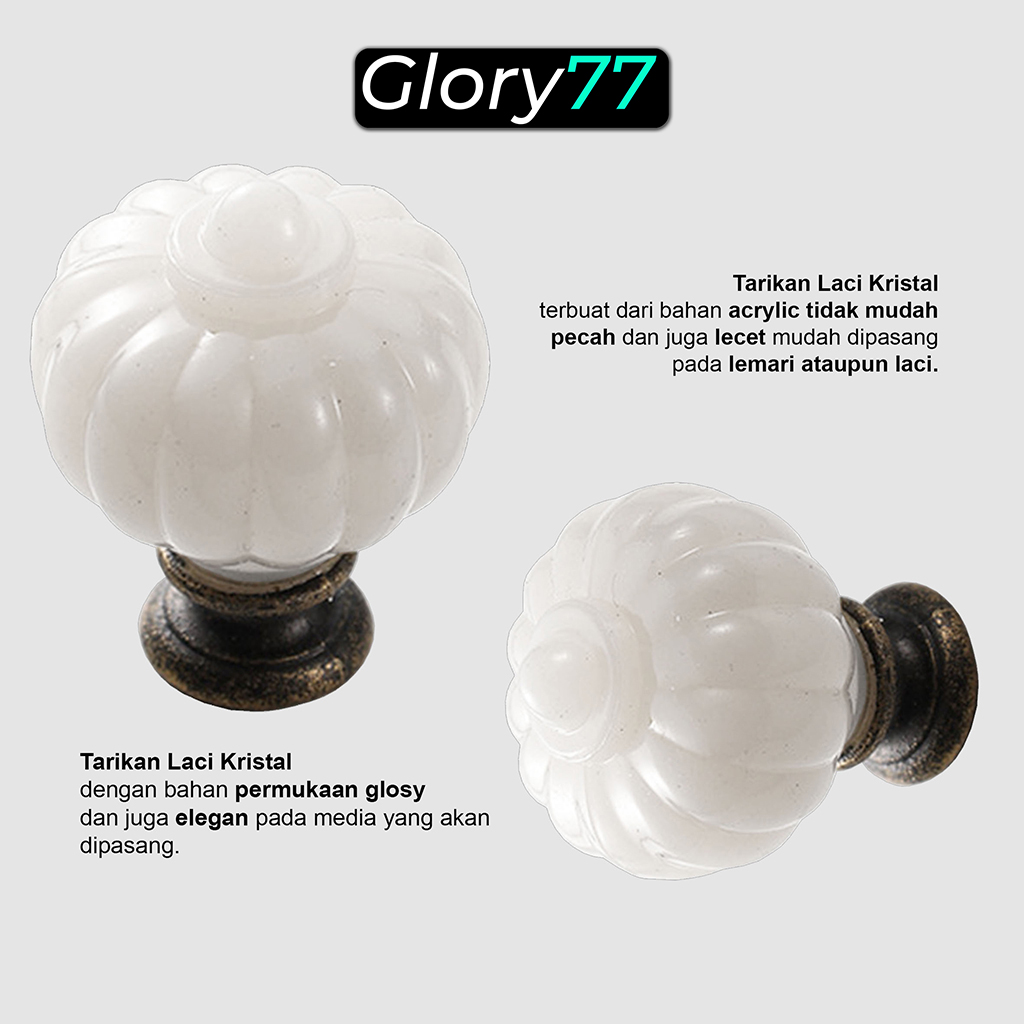 Glory77
Tarikan Laci Kristal
terbuat dari bahan acrylic tidak mudah
pecah dan juga lecet mudah dipasang
pada lemari ataupun laci.
Tarikan Laci Kristal
dengan bahan permukaan glosy
dan juga elegan pada media yang akan
dipasang.